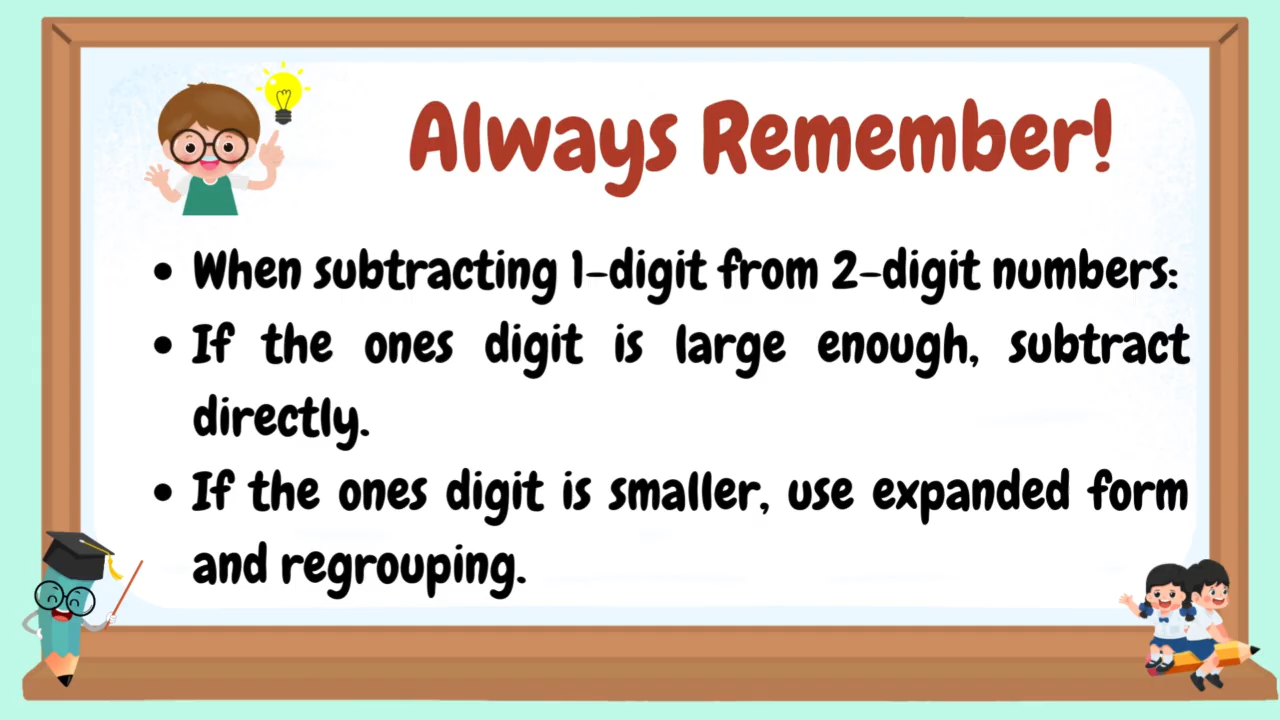 Always Remember!
• When subtracting 1-digit from 2-digit numbers:
• If the ones digit is large enough, subtract
directly.
• If the ones digit is smaller, use expanded form
and regrouping.